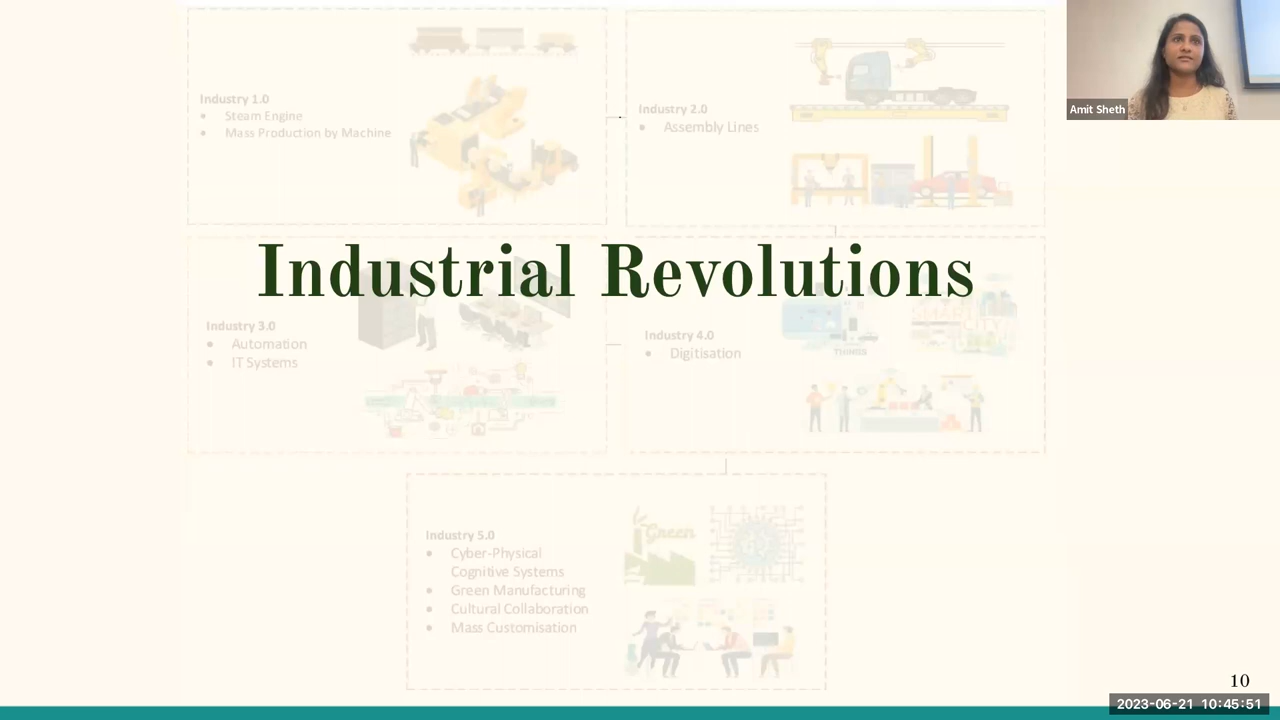 Industry 1.0
• Steam Engine
• Mass Production by Machine
Industry 2.0
• Assembly Lines
Amit Sheth
Industrial Revolutions
Industry 3.0
• Automation
• IT Systems
Industry 4.0
• Digitisation
THINGS
Industry 5.0
• Cyber-Physical
Cognitive Systems
• Green Manufacturing
• Cultural Collaboration
• Mass Customisation
Green
10
2023-06-21 10:45:51